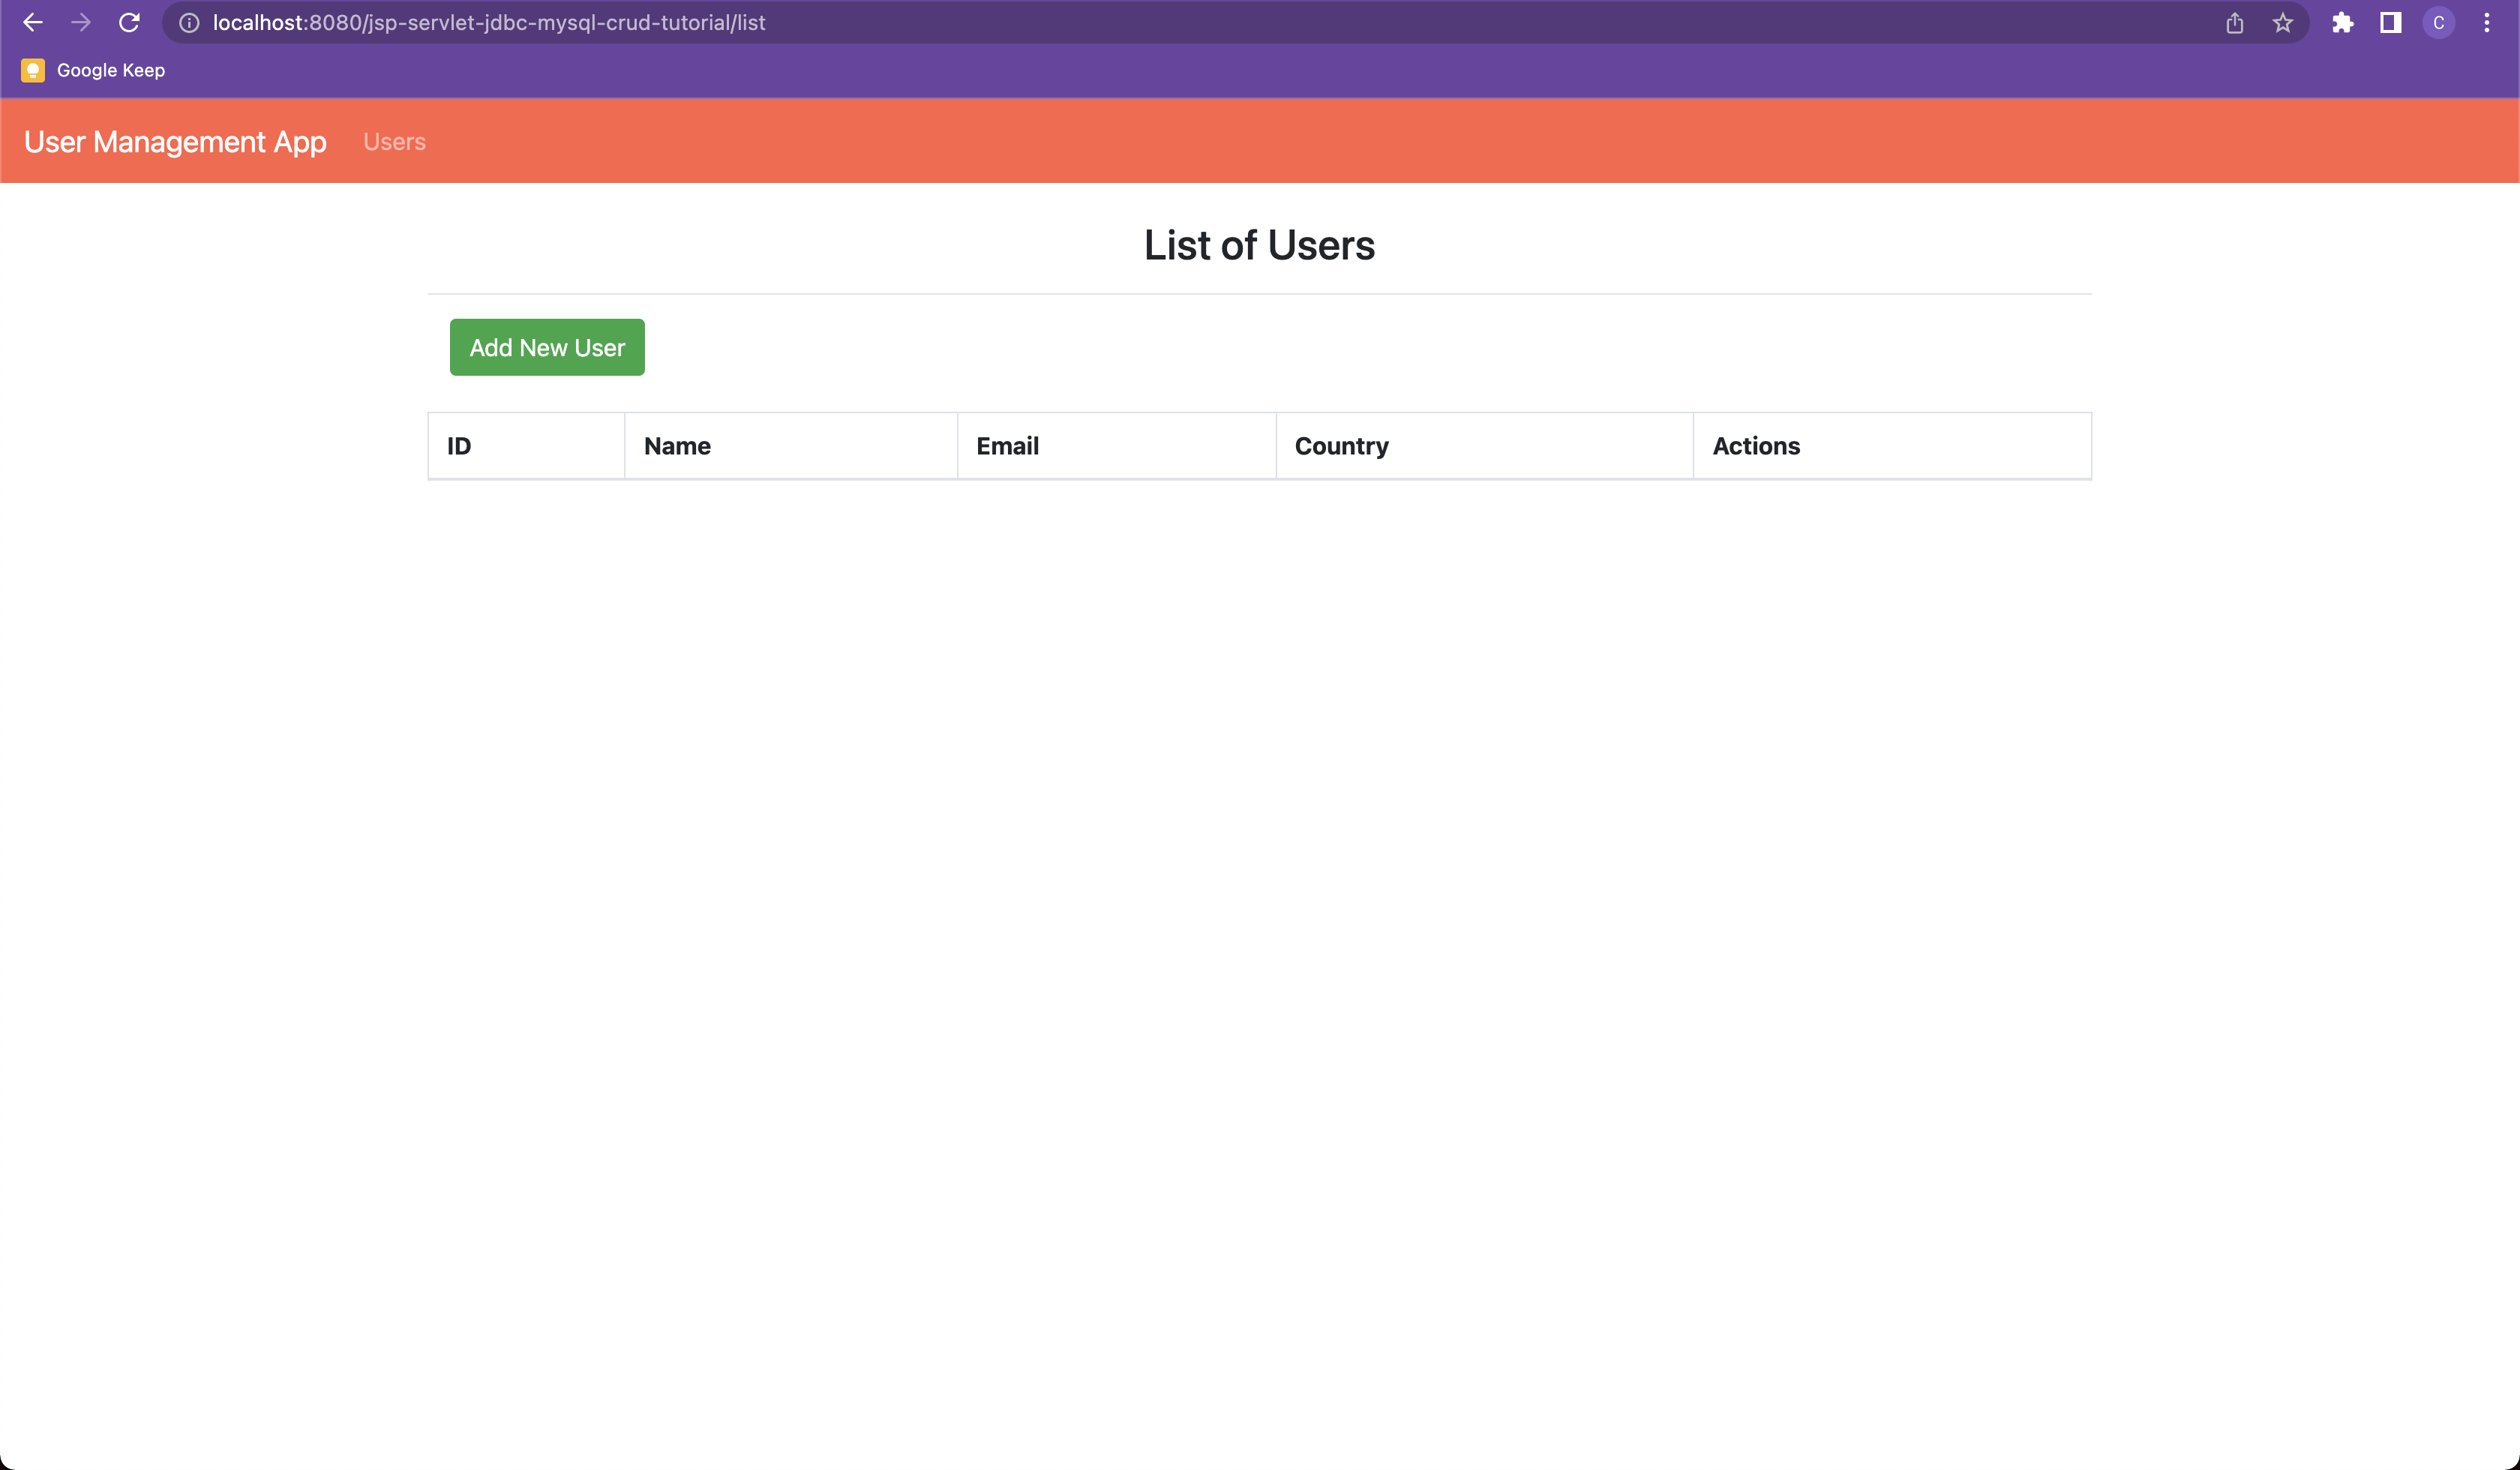 localhost:8080/jsp-servlet-jdbc-mysql-crud-tutorial/list
C
Google Keep
User Management App Users
List of Users
Add New User
ID Name Email Country Actions